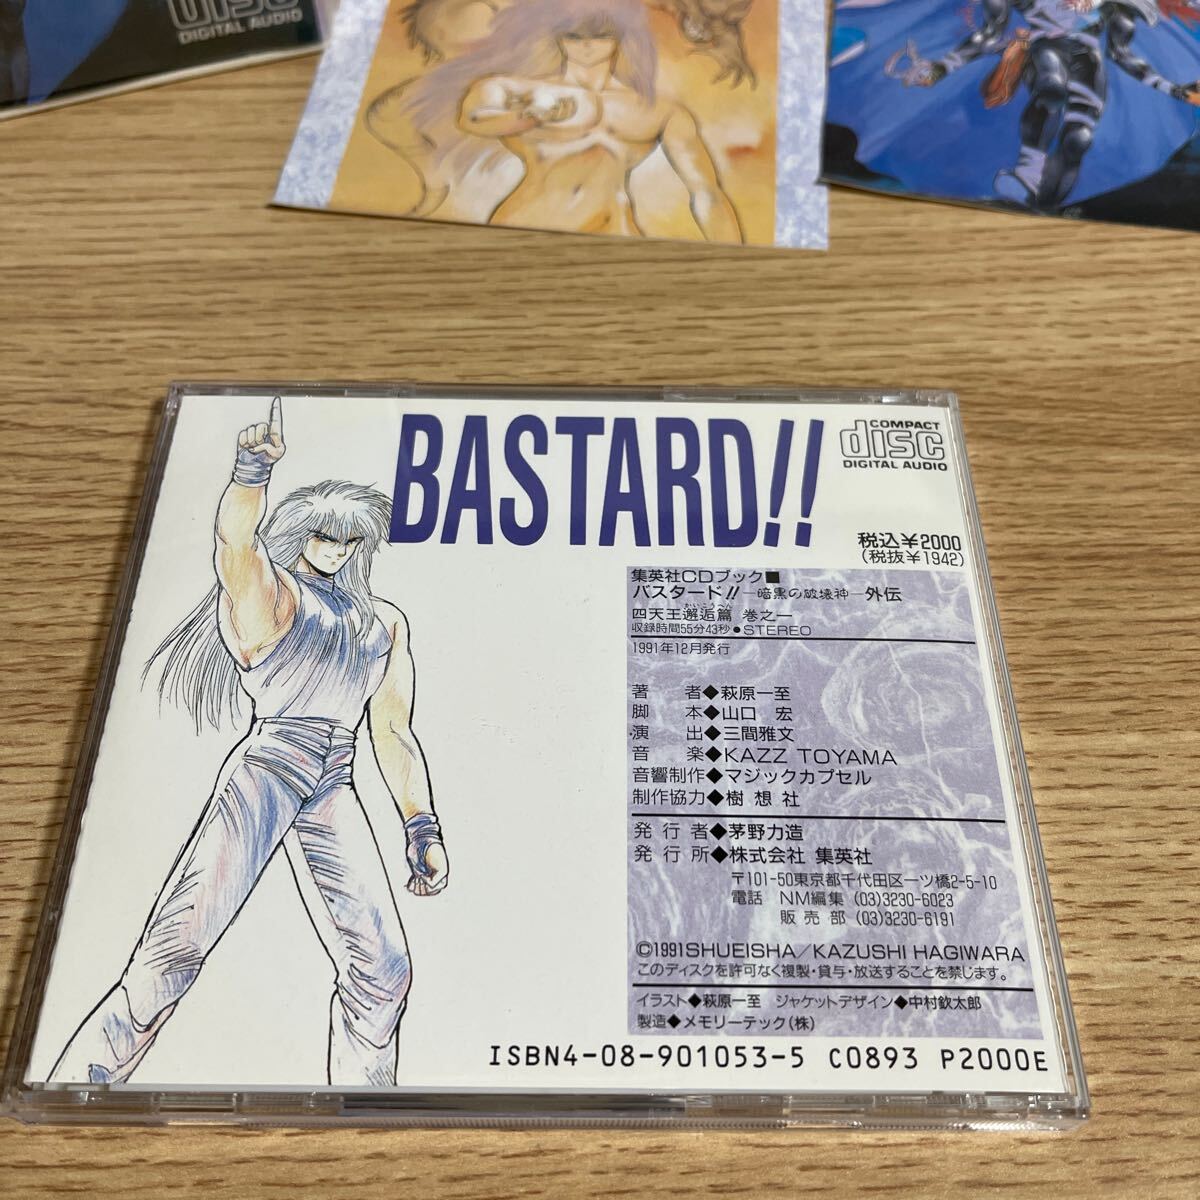 disc
DIGITAL AUDIO
BASTARD!!
COMPACT
disc
DIGITAL AUDIO
税込¥2000
(税抜¥1942)
集英社CDブック■
バスタード!!―暗黒の破壊神―外伝
かいこうへん
四天王邂逅篇 巻之一
収録時間55分43秒●STEREO
1991年12月発行
著者◆萩原一至
脚本◆山口 宏
演出◆三間雅文
音楽◆KAZZ TOYAMA
音響制作◆マジックカプセル
制作協力◆樹想社
発行者◆茅野力造
発行所◆株式会社 集英社
〒101-50東京都千代田区一ツ橋2-5-10
電話 NM編集 (03)3230-6023
販売部 (03)3230-6191
©1991SHUEISHA/KAZUSHI HAGIWARA
このディスクを許可なく複製・貸与・放送することを禁じます。
イラスト◆萩原一至 ジャケットデザイン◆中村欽太郎
製造◆メモリーテック(株)
ISBN4-08-901053-5 C0893 P2000E